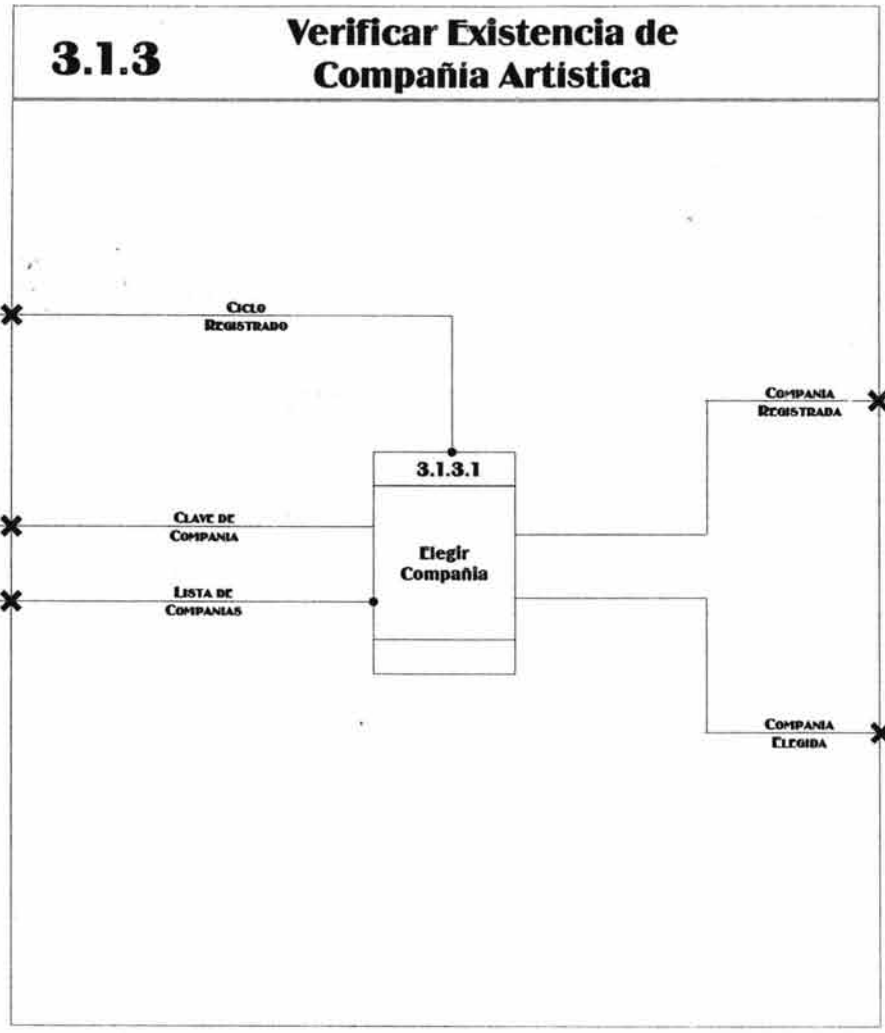 3.1.3
Verificar Existencia de
Compañia Artistica
CICLO
REGISTRADO
COMPANIA
REGISTRADA
3.1.3.1
CLAVE DE
COMPANIA
Elegir
Compañia
LISTA DE
COMPANIAS
COMPANIA
ELEGIDA